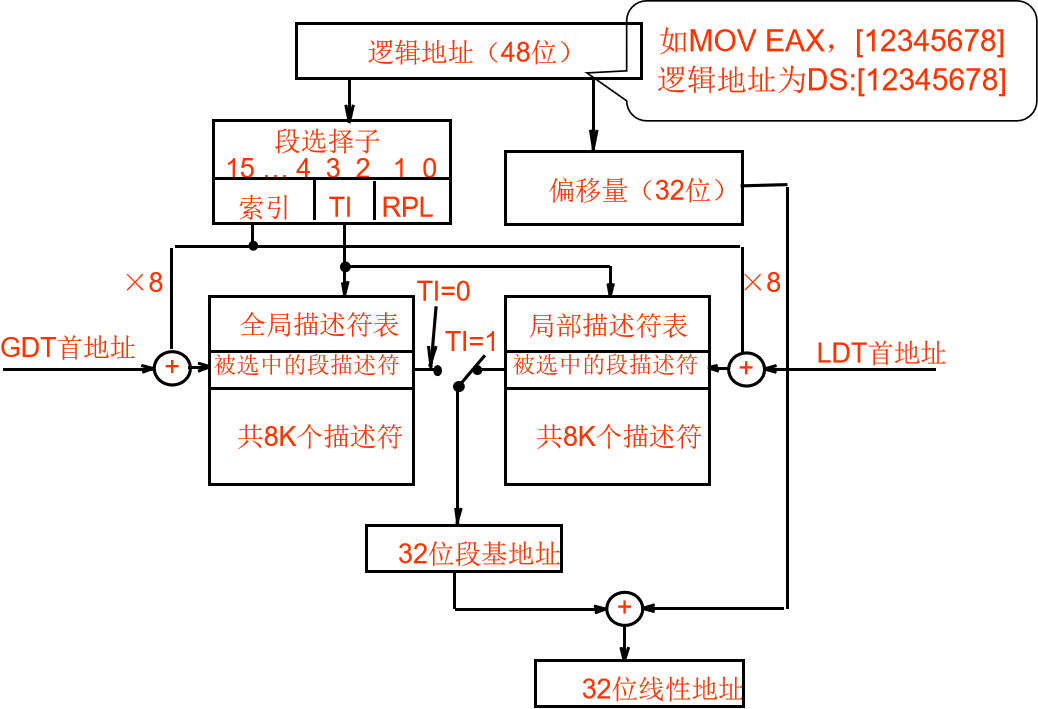 逻辑地址（48位）
如MOV EAX，[12345678]
逻辑地址为DS:[12345678]
段选择子
15 ... 4 3 2 1 0
索引 TI RPL
偏移量（32位）
×8
×8
TI=0
TI=1
全局描述符表
局部描述符表
GDT首地址
+
被选中的段描述符
被选中的段描述符
+
LDT首地址
共8K个描述符
共8K个描述符
32位段基地址
+
32位线性地址